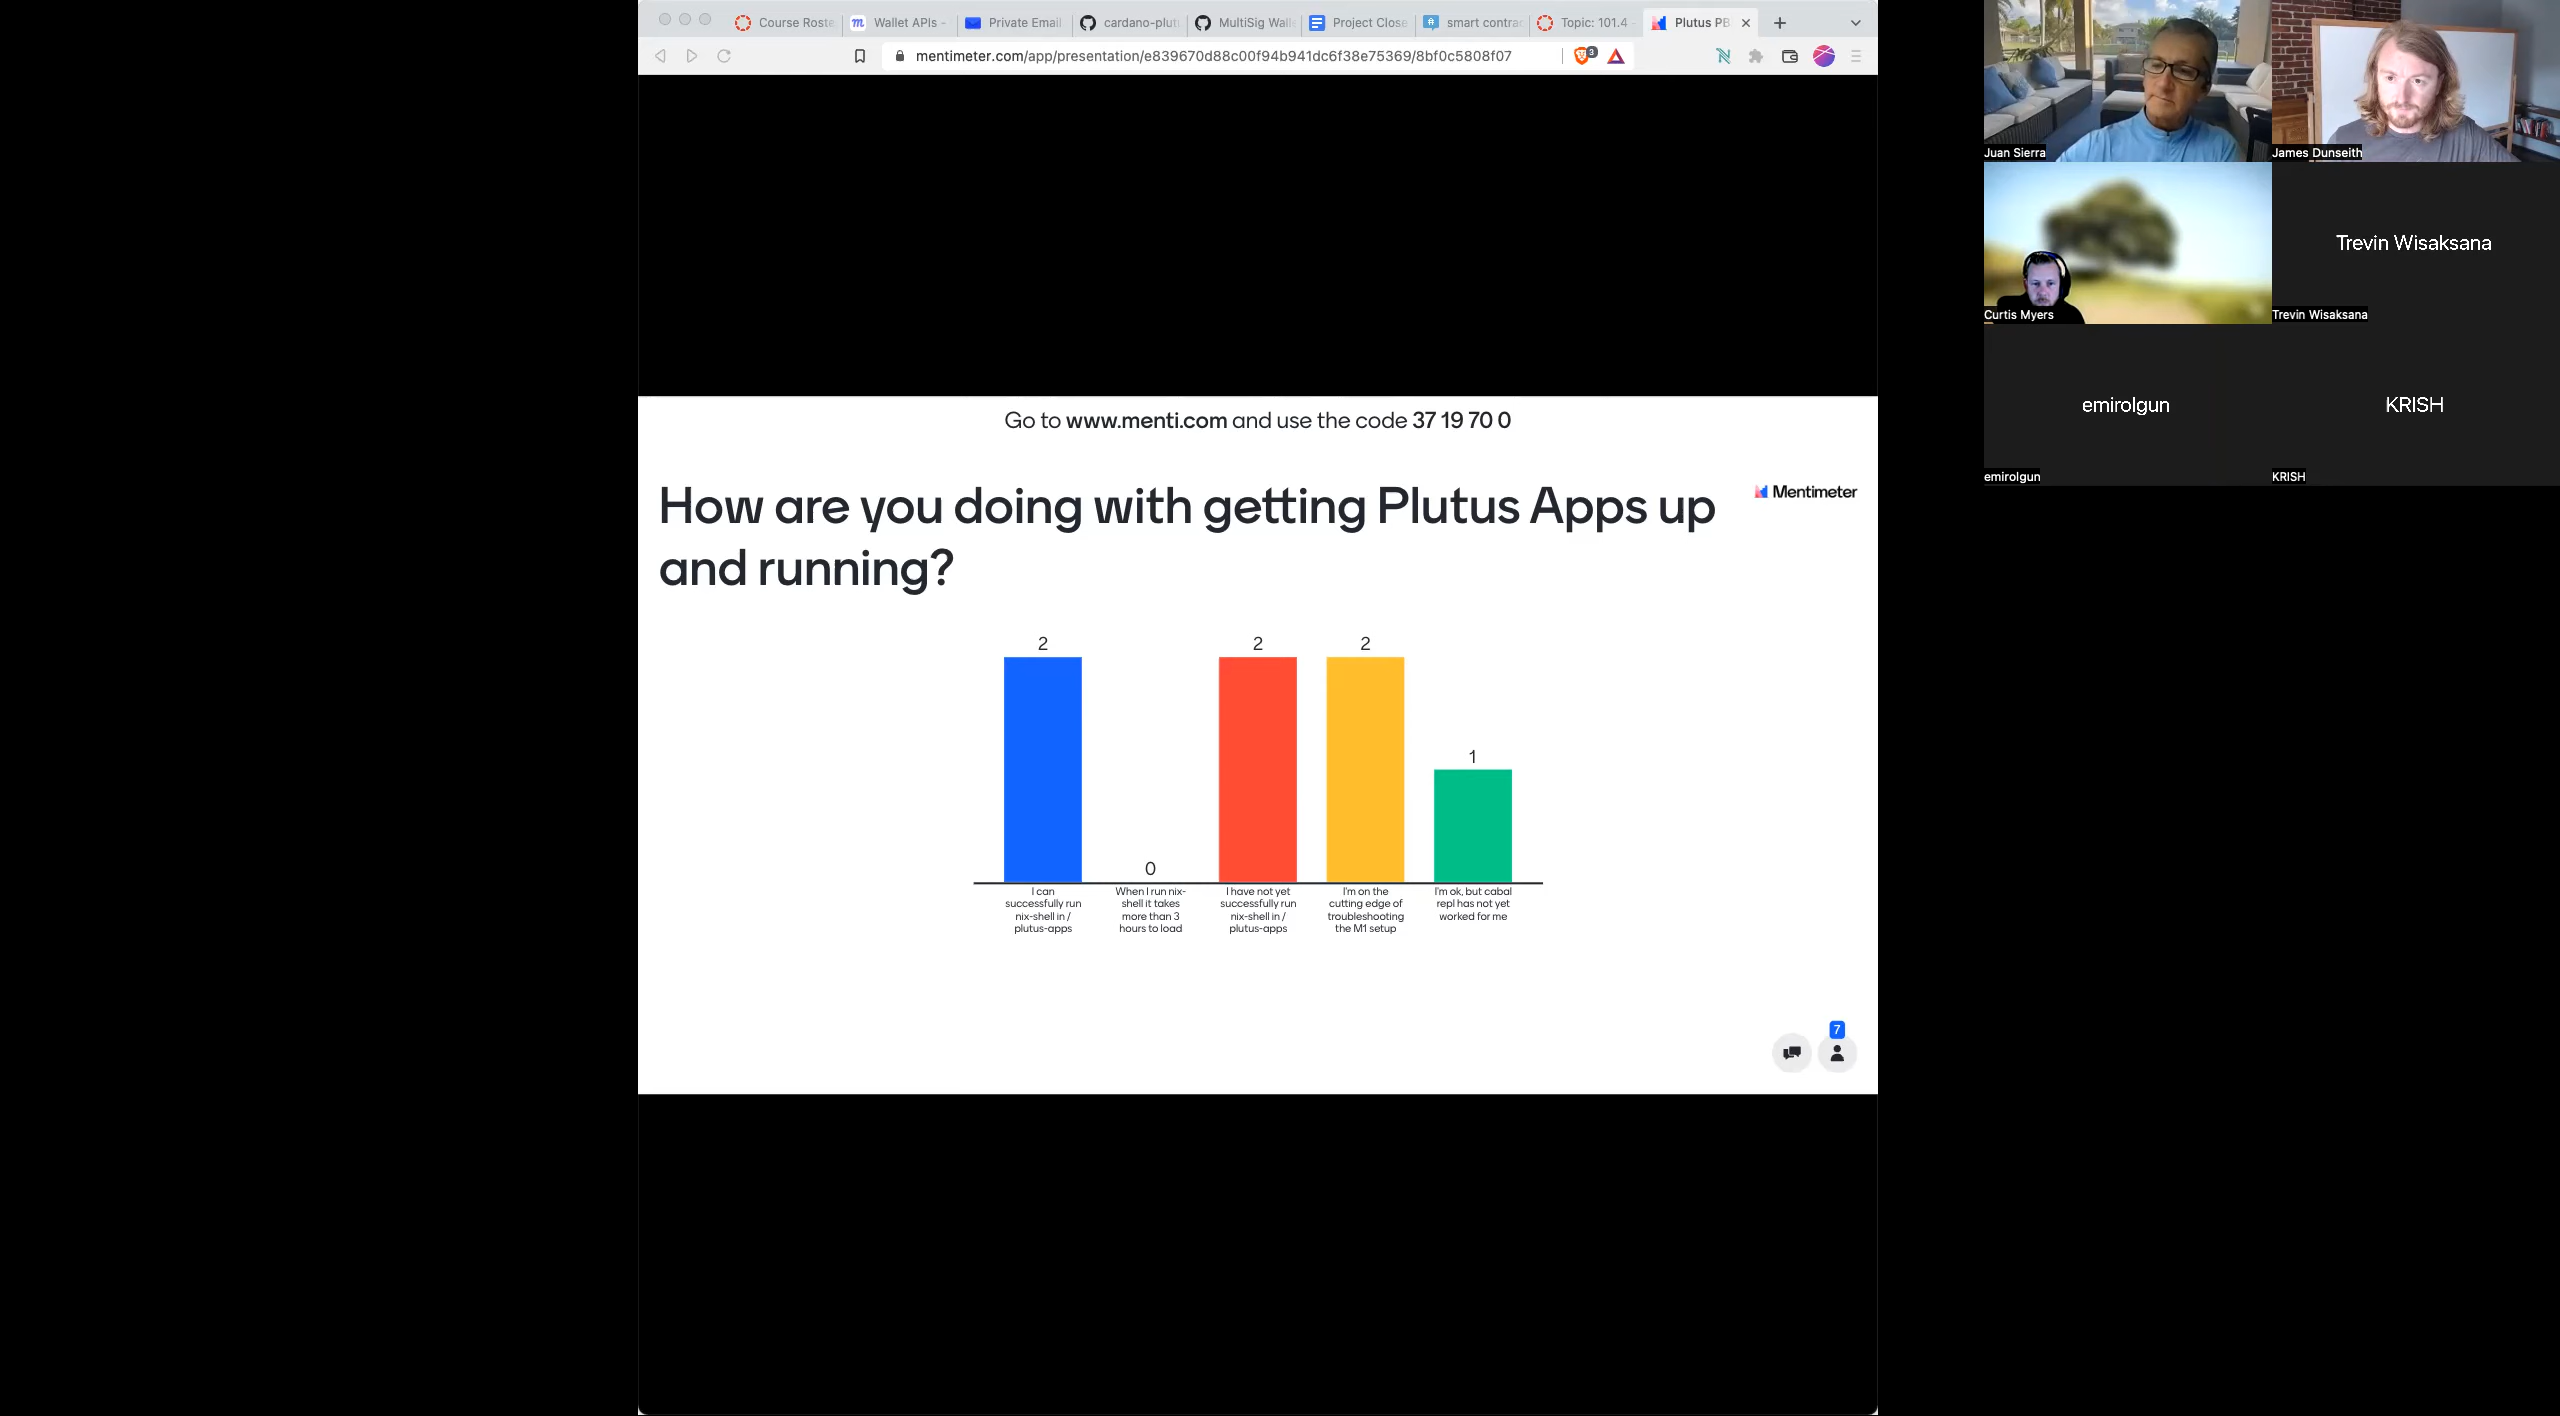 Course Roste
Wallet APIs -
Private Email
cardano-plut
MultiSig Wall
Project Close
smart contrac
Topic: 101.4 -
Plutus PB
mentimeter.com/app/presentation/e839670d88c00f94b941dc6f38e75369/8bf0c5808f07
3
Go to www.menti.com and use the code 37 19 70 0
How are you doing with getting Plutus Apps up
and running?
Mentimeter
2
0
2
2
1
I can
successfully run
nix-shell in /
plutus-apps
When I run nix-
shell it takes
more than 3
hours to load
I have not yet
successfully run
nix-shell in /
plutus-apps
I'm on the
cutting edge of
troubleshooting
the M1 setup
I'm ok, but cabal
repl has not yet
worked for me
7
Juan Sierra
James Dunseith
Curtis Myers
Trevin Wisaksana
Trevin Wisaksana
emirolgun
emirolgun
KRISH
KRISH